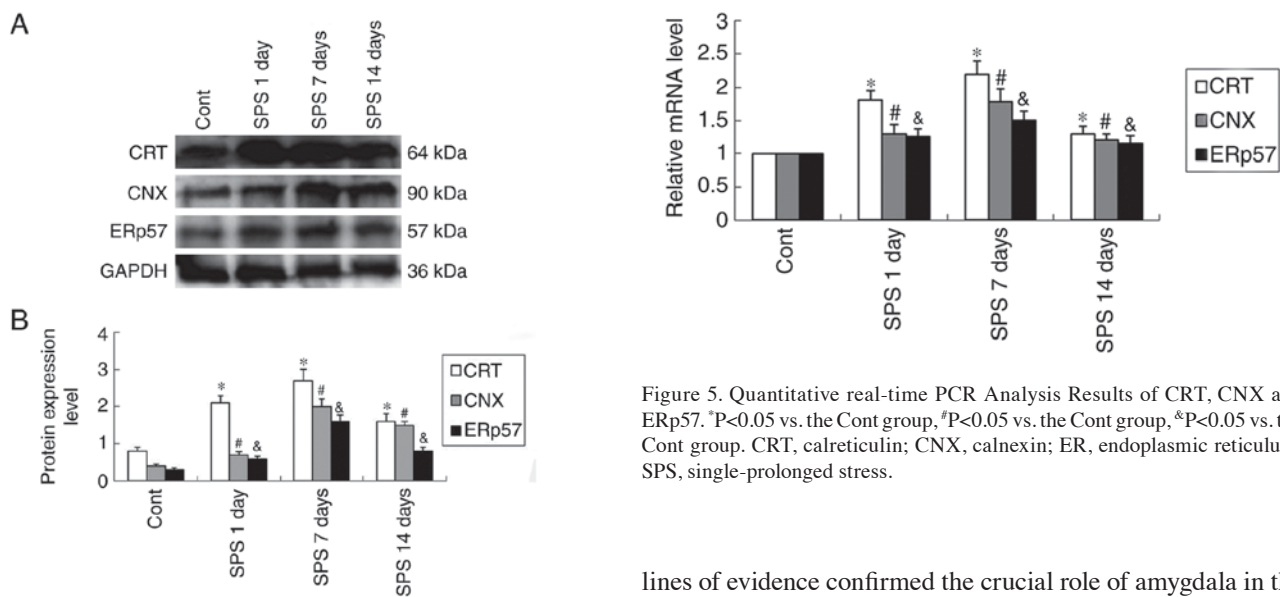 A
Cont
SPS 1 day
SPS 7 days
SPS 14 days
CRT 64 kDa
CNX 90 kDa
ERp57 57 kDa
GAPDH 36 kDa
B
Protein expression
level
4
3
2
1
0
* # &
* # &
* # &
CRT
CNX
ERp57
Cont
SPS 1 day
SPS 7 days
SPS 14 days
Relative mRNA level
3
2.5
2
1.5
1
0.5
0
* # &
* # &
* # &
CRT
CNX
ERp57
Cont
SPS 1 day
SPS 7 days
SPS 14 days
Figure 5. Quantitative real-time PCR Analysis Results of CRT, CNX a
ERp57. *P<0.05 vs. the Cont group, #P<0.05 vs. the Cont group, &P<0.05 vs. t
Cont group. CRT, calreticulin; CNX, calnexin; ER, endoplasmic reticulu
SPS, single-prolonged stress.
lines of evidence confirmed the crucial role of amygdala in th